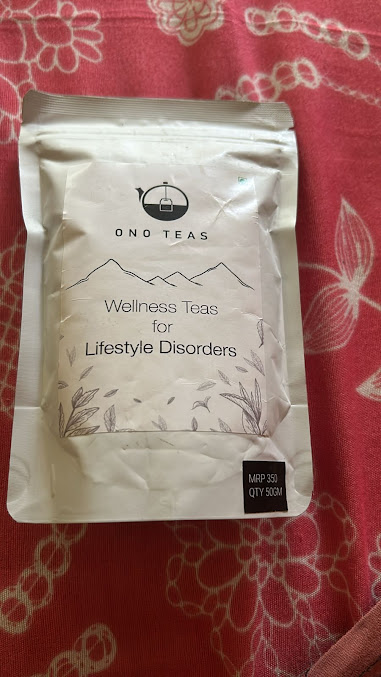 ONO TEAS
Wellness Teas
for
Lifestyle Disorders
MRP 350
QTY 50GM